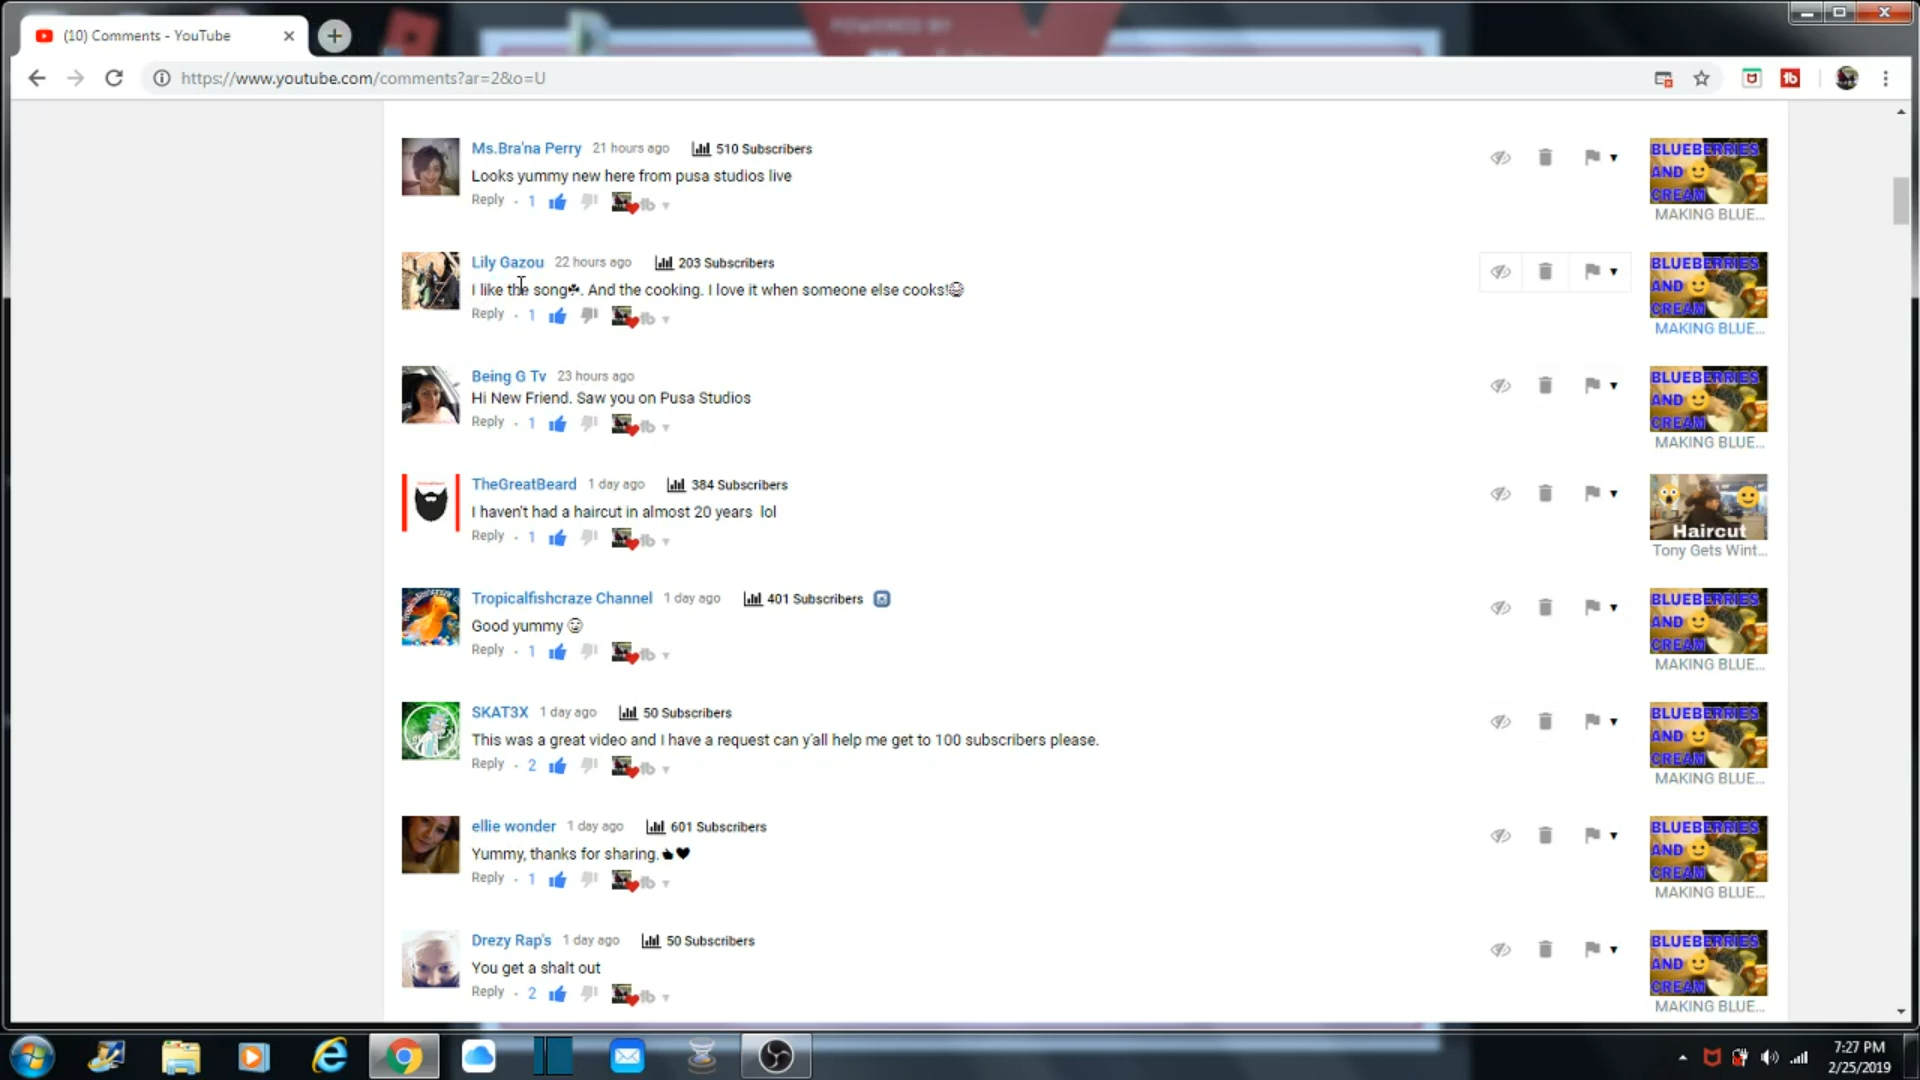 POWERED BY
(10) Comments - YouTube
https://www.youtube.com/comments?ar=2&o=U
Ms.Bra'na Perry 21 hours ago 510 Subscribers
Looks yummy new here from pusa studios live
Reply · 1
BLUEBERRIES AND CREAM
MAKING BLUE...
Lily Gazou 22 hours ago 203 Subscribers
I like the song☘. And the cooking. I love it when someone else cooks!😂
Reply · 1
BLUEBERRIES AND CREAM
MAKING BLUE...
Being G Tv 23 hours ago
Hi New Friend. Saw you on Pusa Studios
Reply · 1
BLUEBERRIES AND CREAM
MAKING BLUE...
TheGreatBeard 1 day ago 384 Subscribers
I haven't had a haircut in almost 20 years lol
Reply · 1
Haircut
Tony Gets Wint...
Tropicalfishcraze Channel 1 day ago 401 Subscribers
Good yummy 😋
Reply · 1
BLUEBERRIES AND CREAM
MAKING BLUE...
SKAT3X 1 day ago 50 Subscribers
This was a great video and I have a request can y'all help me get to 100 subscribers please.
Reply · 2
BLUEBERRIES AND CREAM
MAKING BLUE...
ellie wonder 1 day ago 601 Subscribers
Yummy, thanks for sharing.👍❤
Reply · 1
BLUEBERRIES AND CREAM
MAKING BLUE...
Drezy Rap's 1 day ago 50 Subscribers
You get a shalt out
Reply · 2
BLUEBERRIES AND CREAM
MAKING BLUE...
7:27 PM
2/25/2019